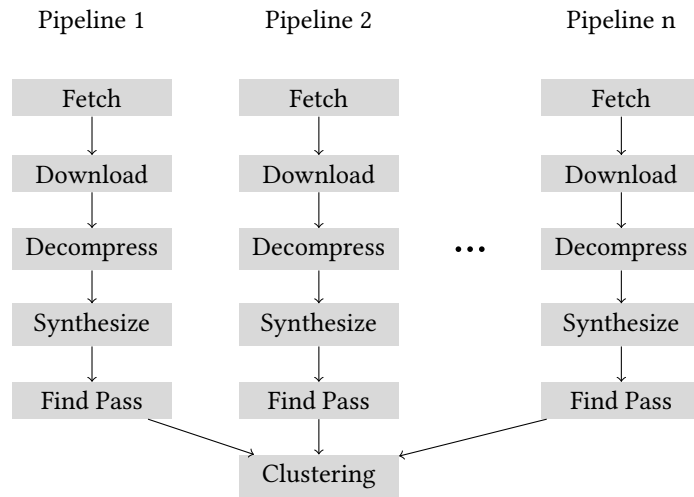 Pipeline 1 Pipeline 2 Pipeline n
Fetch Fetch Fetch
Download Download Download
Decompress Decompress ... Decompress
Synthesize Synthesize Synthesize
Find Pass Find Pass Find Pass
Clustering